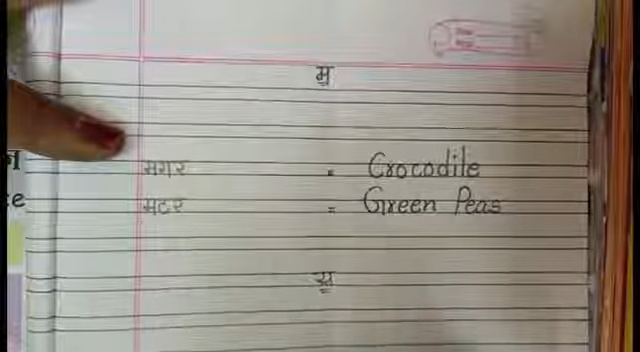 म
मगर = Crocodile
मटर = Green Peas
स